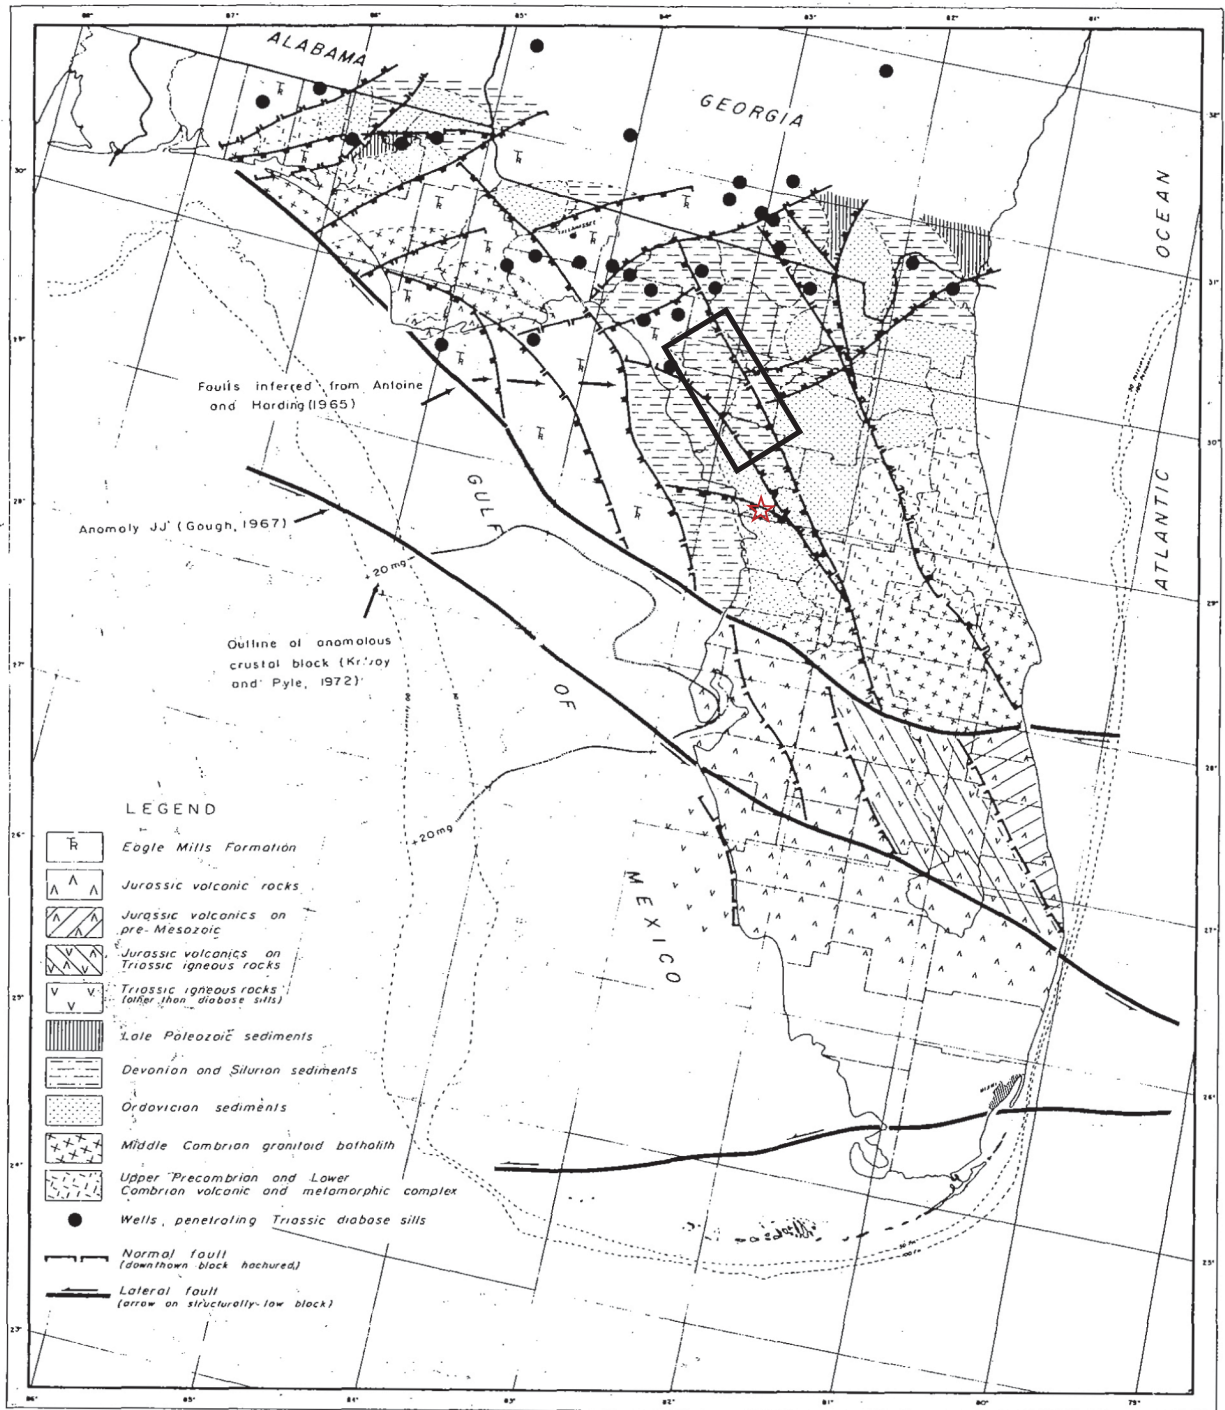 ALABAMA
GEORGIA
OCEAN
ATLANTIC
GULF
OF
MEXICO
Faults inferred from Antoine
and Harding (1965)
Anomaly JJ' (Gough, 1967)
+20 mg
Outline of anomalous
crustal block (Krivoy
and Pyle, 1972)
+20 mg
LEGEND
Eagle Mills Formation
Jurassic volcanic rocks
Jurassic volcanics on
pre-Mesozoic
Jurassic volcanics on
Triassic igneous rocks
Triassic igneous rocks
(other than diabase sills)
Late Paleozoic sediments
Devonian and Silurian sediments
Ordovician sediments
Middle Cambrian granitoid batholith
Upper Precambrian and Lower
Cambrian volcanic and metamorphic complex
Wells, penetrating Triassic diabase sills
Normal fault
(downthown block hachured)
Lateral fault
(arrow on structurally-low block)